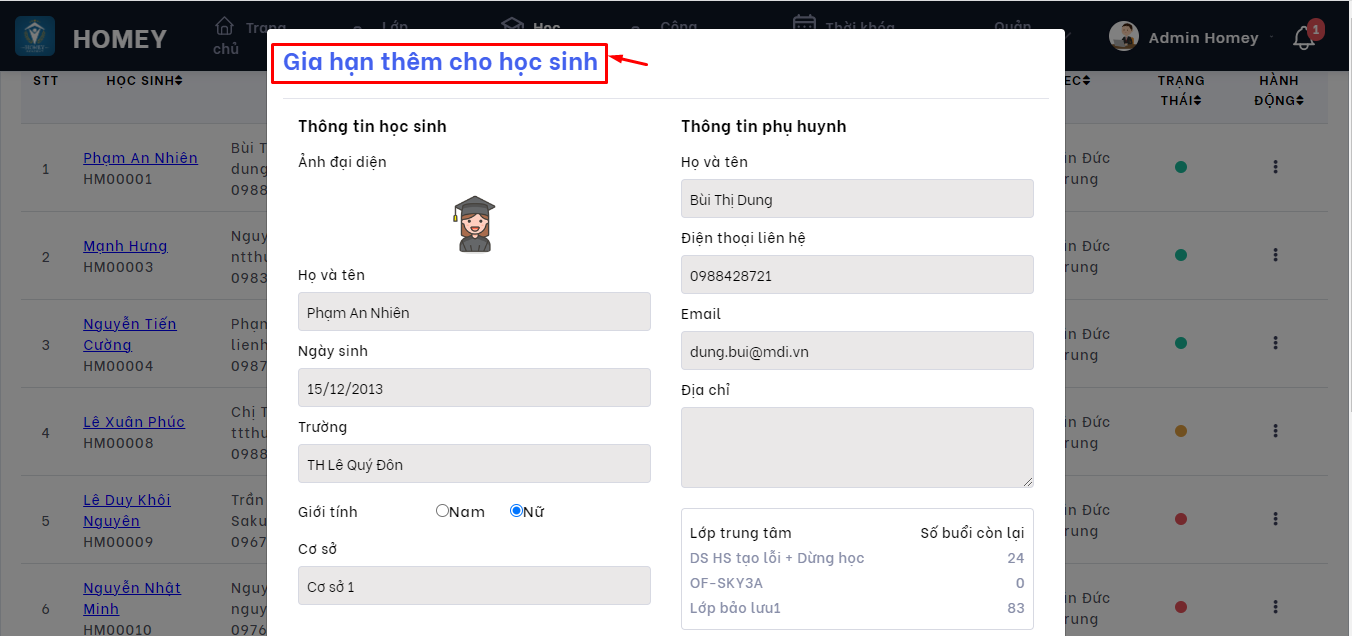 HOMEY
Trang
chủ
Lớp
Học
Công
Thời khóa
Quản
Admin Homey
1
STT
HỌC SINH
EC
TRẠNG
THÁI
HÀNH
ĐỘNG
1
Phạm An Nhiên
HM00001
Bùi T
dung
0988
n Đức
rung
2
Mạnh Hưng
HM00003
Nguy
ntthu
0983
n Đức
rung
3
Nguyễn Tiến
Cường
HM00004
Phạn
lienh
0987
n Đức
rung
4
Lê Xuân Phúc
HM00008
Chị T
ttthu
0988
n Đức
rung
5
Lê Duy Khôi
Nguyên
HM00009
Trần
Saku
0967
n Đức
rung
6
Nguyễn Nhật
Minh
HM00010
Nguy
nguy
0976
n Đức
rung
Gia hạn thêm cho học sinh
Thông tin học sinh
Ảnh đại diện
Họ và tên
Phạm An Nhiên
Ngày sinh
15/12/2013
Trường
TH Lê Quý Đôn
Giới tính Nam Nữ
Cơ sở
Cơ sở 1
Thông tin phụ huynh
Họ và tên
Bùi Thị Dung
Điện thoại liên hệ
0988428721
Email
dung.bui@mdi.vn
Địa chỉ
Lớp trung tâm Số buổi còn lại
DS HS tạo lỗi + Dừng học 24
OF-SKY3A 0
Lớp bảo lưu1 83